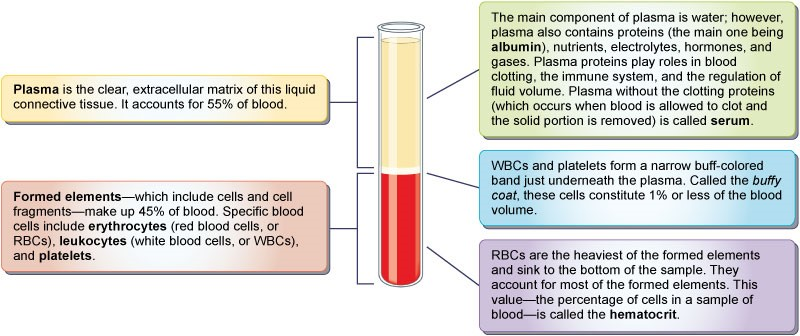 Plasma is the clear, extracellular matrix of this liquid
connective tissue. It accounts for 55% of blood.
Formed elements—which include cells and cell
fragments—make up 45% of blood. Specific blood
cells include erythrocytes (red blood cells, or
RBCs), leukocytes (white blood cells, or WBCs),
and platelets.
The main component of plasma is water; however,
plasma also contains proteins (the main one being
albumin), nutrients, electrolytes, hormones, and
gases. Plasma proteins play roles in blood
clotting, the immune system, and the regulation of
fluid volume. Plasma without the clotting proteins
(which occurs when blood is allowed to clot and
the solid portion is removed) is called serum.
WBCs and platelets form a narrow buff-colored
band just underneath the plasma. Called the buffy
coat, these cells constitute 1% or less of the blood
volume.
RBCs are the heaviest of the formed elements
and sink to the bottom of the sample. They
account for most of the formed elements. This
value—the percentage of cells in a sample of
blood—is called the hematocrit.